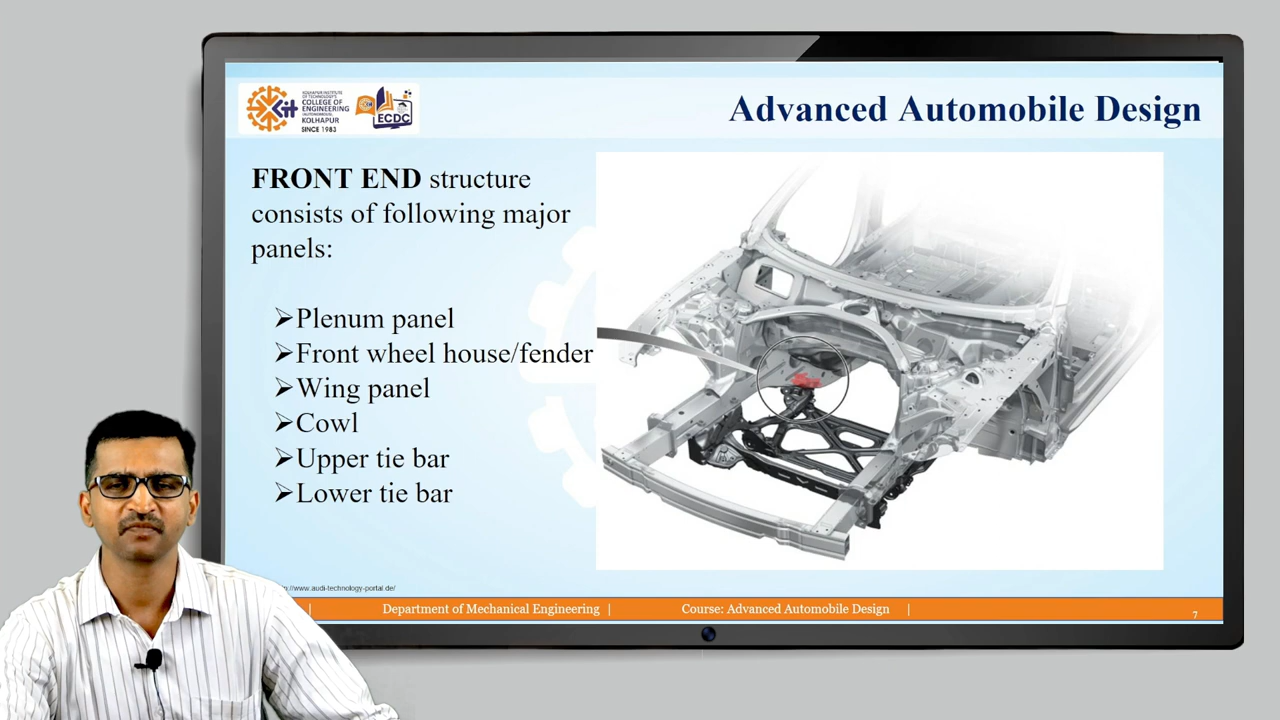 KOLHAPUR INSTITUTE
OF TECHNOLOGY'S
COLLEGE OF
ENGINEERING
(AUTONOMOUS),
KOLHAPUR
SINCE 1983
ECDC
Advanced Automobile Design
FRONT END structure
consists of following major
panels:
➢Plenum panel
➢Front wheel house/fender
➢Wing panel
➢Cowl
➢Upper tie bar
➢Lower tie bar
://www.audi-technology-portal.de/
| Department of Mechanical Engineering | Course: Advanced Automobile Design |
7